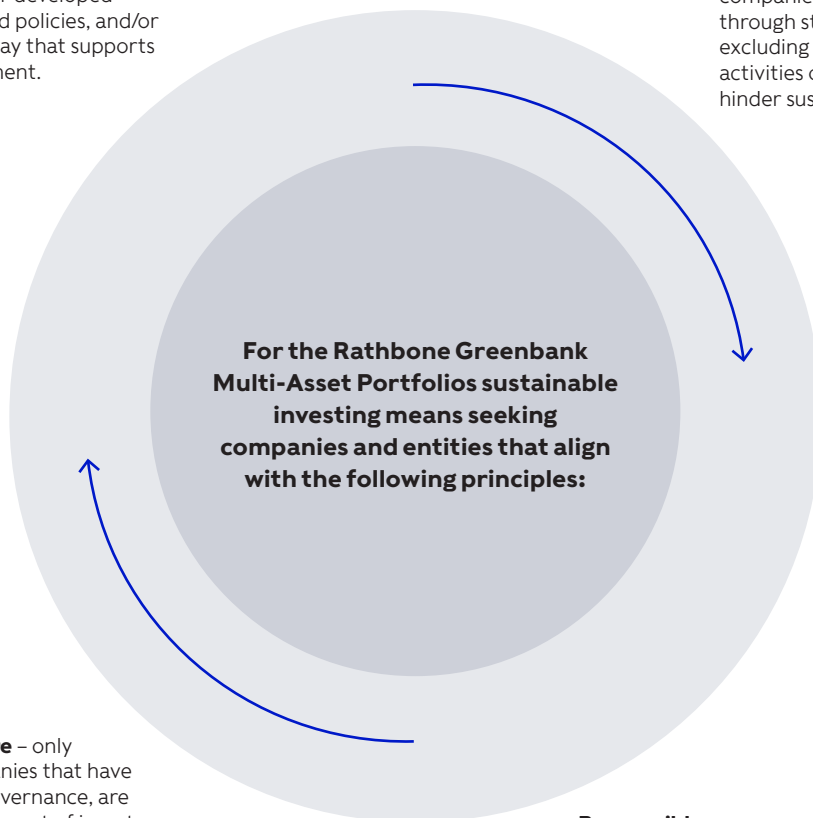 developed
policies, and/or
ay that supports
ent.
through st
excluding
activities
hinder sus
For the Rathbone Greenbank
Multi-Asset Portfolios sustainable
investing means seeking
companies and entities that align
with the following principles:
e – only
nies that have
vernance, are